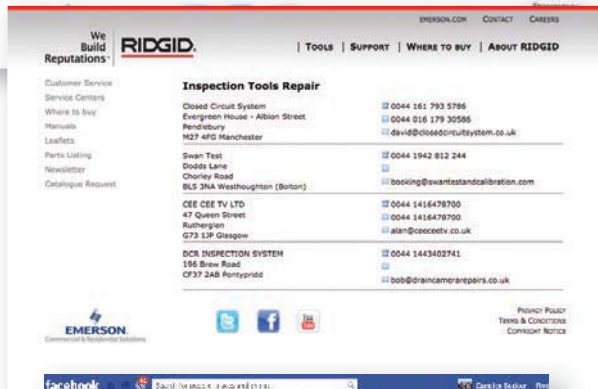 EMERSON.COM CONTACT CAREERS
We
Build
Reputations
RIDGID.
| TOOLS | SUPPORT | WHERE TO BUY | ABOUT RIDGID
Customer Service
Service Centers
Where to buy
Manuals
Leaflets
Parts Listing
Newsletter
Catalogue Request
Inspection Tools Repair
Closed Circuit System
Evergreen House - Albion Street
Pendlebury
M27 4FG Manchester
0044 161 793 5786
0044 016 179 30586
david@closedcircuitsystem.co.uk
Swan Test
Dodds Lane
Chorley Road
BL5 3NA Westhoughton (Bolton)
0044 1942 812 244
booking@swantestandcalibration.com
CEE CEE TV LTD
47 Queen Street
Rutherglen
G73 1JP Glasgow
0044 1416478700
0044 1416478700
alan@ceeceetv.co.uk
DCR INSPECTION SYSTEM
196 Brew Road
CF37 2AB Pontypridd
0044 1443402741
bob@draincamerarepairs.co.uk
EMERSON
Commercial & Residential Solutions
You
Tube
PRIVACY POLICY
TERMS & CONDITIONS
COPYRIGHT NOTICE
facebook